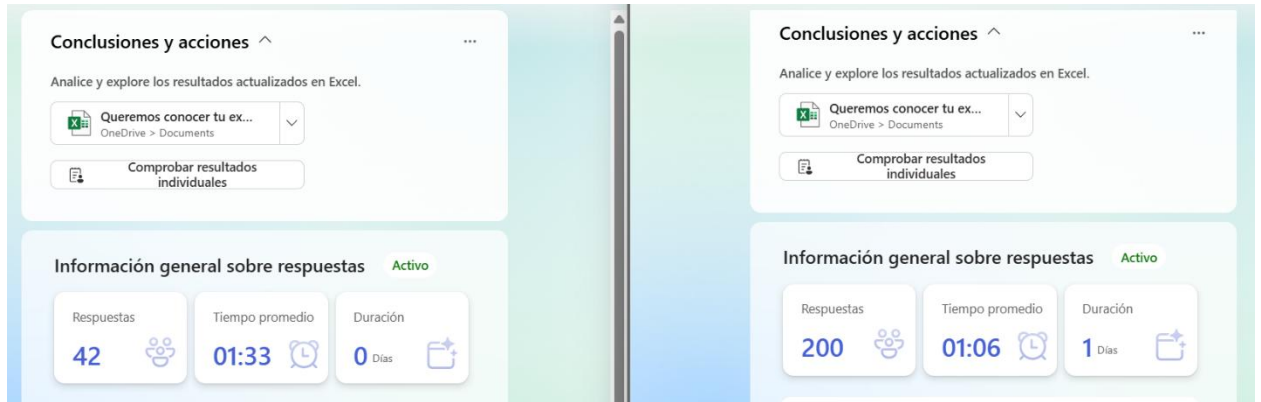 Conclusiones y acciones
Analice y explore los resultados actualizados en Excel.
Queremos conocer tu ex...
OneDrive > Documents
Comprobar resultados
individuales
Información general sobre respuestas Activo
Respuestas Tiempo promedio Duración
42 01:33 0 Días
Conclusiones y acciones
Analice y explore los resultados actualizados en Excel.
Queremos conocer tu ex...
OneDrive > Documents
Comprobar resultados
individuales
Información general sobre respuestas Activo
Respuestas Tiempo promedio Duración
200 01:06 1 Días